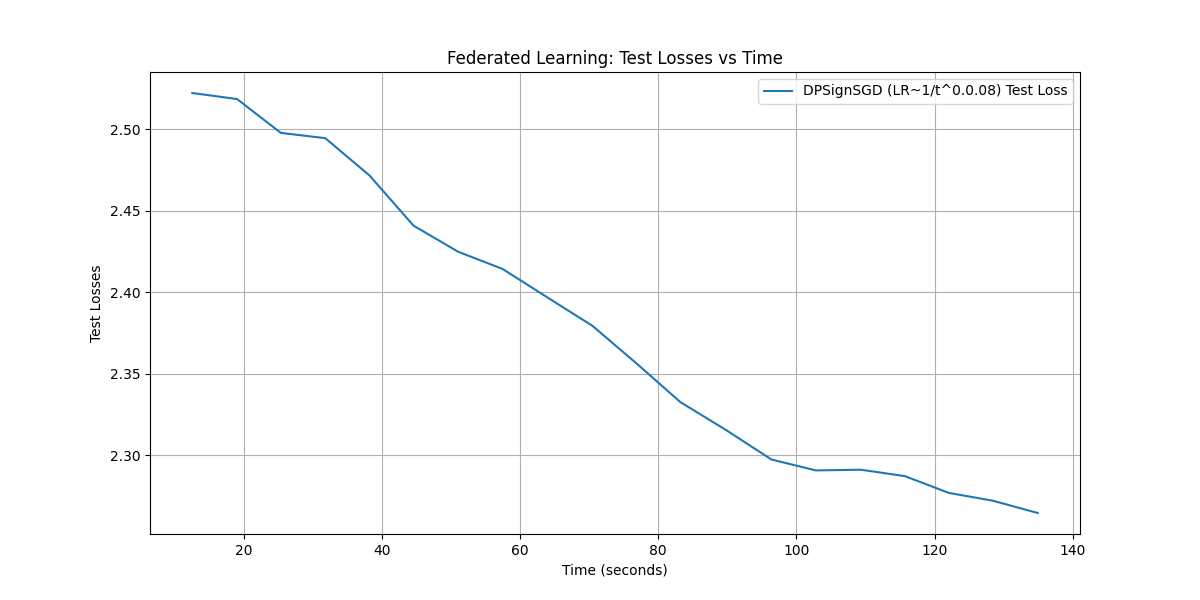 Federated Learning: Test Losses vs Time
DPSignSGD (LR~1/t^0.0.08) Test Loss
2.50
2.45
2.40
2.35
2.30
Test Losses
20 40 60 80 100 120 140
Time (seconds)